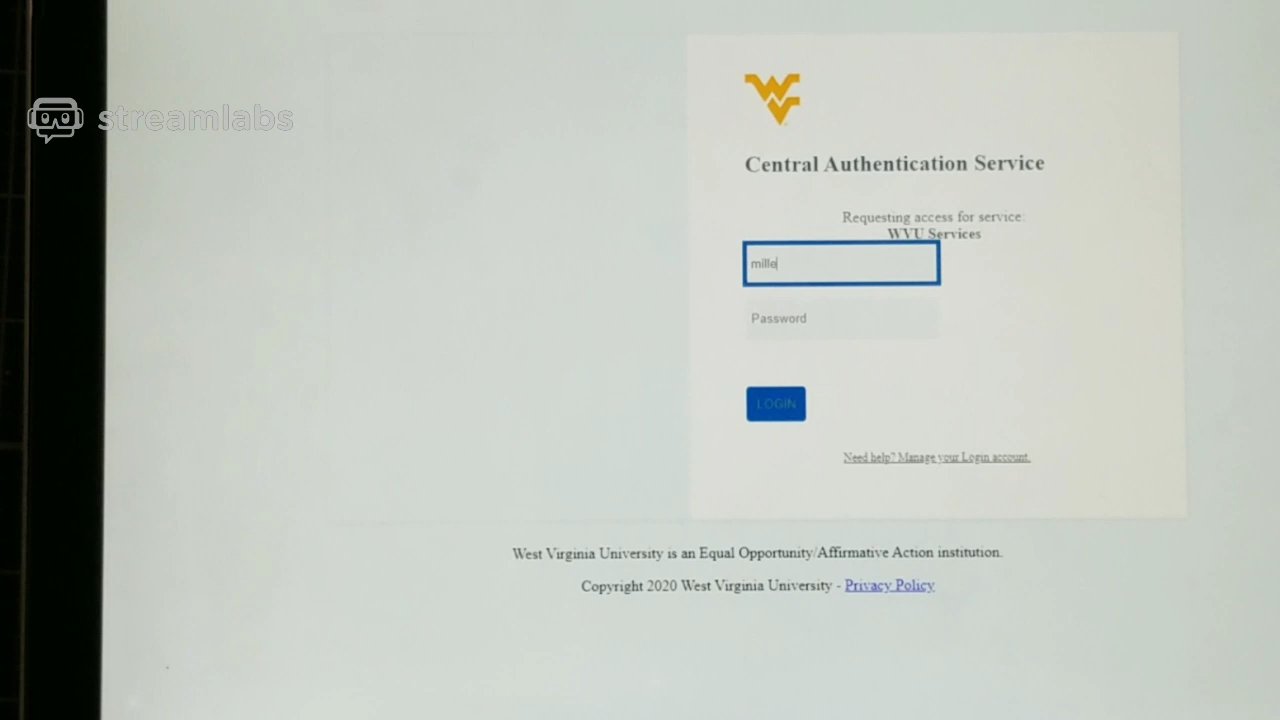 streamlabs
Central Authentication Service
Requesting access for service:
WVU Services
mille
Password
LOGIN
Need help? Manage your Login account.
West Virginia University is an Equal Opportunity/Affirmative Action institution.
Copyright 2020 West Virginia University - Privacy Policy